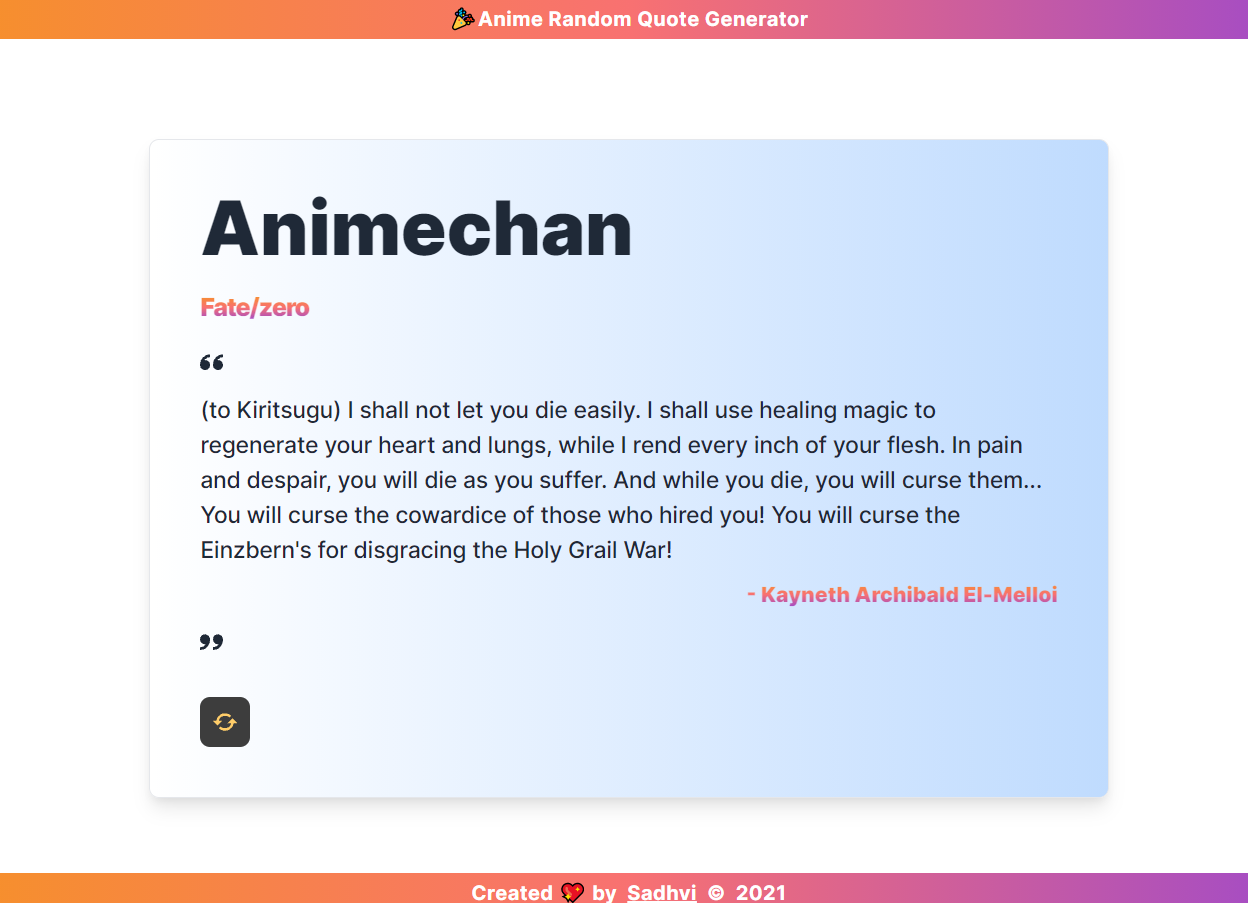 🎉Anime Random Quote Generator
Animechan
Fate/zero
❝
(to Kiritsugu) I shall not let you die easily. I shall use healing magic to
regenerate your heart and lungs, while I rend every inch of your flesh. In pain
and despair, you will die as you suffer. And while you die, you will curse them...
You will curse the cowardice of those who hired you! You will curse the
Einzbern's for disgracing the Holy Grail War!
- Kayneth Archibald El-Melloi
❞
Created 💖 by Sadhvi © 2021